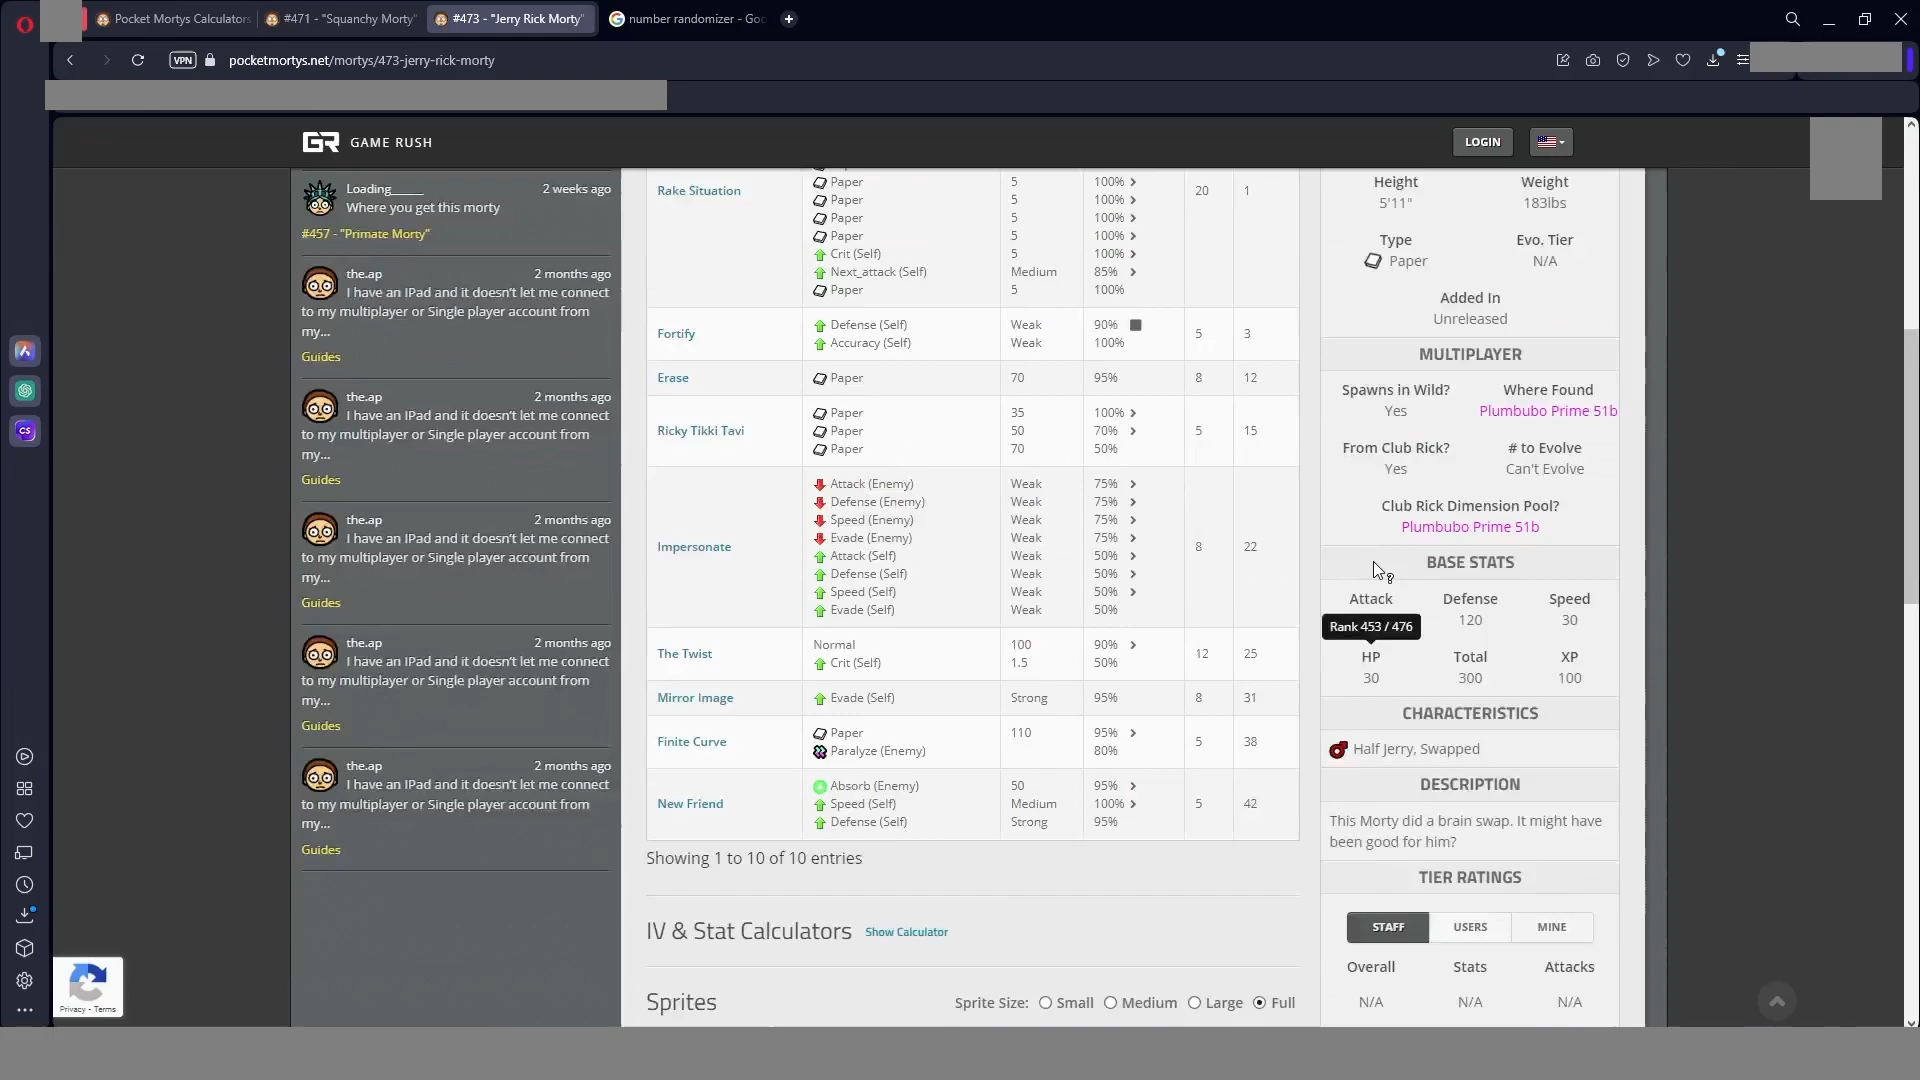 Pocket Mortys Calculators
#471 - "Squanchy Morty"
#473 - "Jerry Rick Morty"
number randomizer - Goo
VPN
pocketmortys.net/mortys/473-jerry-rick-morty
GR GAME RUSH
LOGIN
Loading_____ 2 weeks ago
Where you get this morty
#457 - "Primate Morty"
the.ap 2 months ago
I have an IPad and it doesn't let me connect
to my multiplayer or Single player account from
my...
Guides
the.ap 2 months ago
I have an IPad and it doesn't let me connect
to my multiplayer or Single player account from
my...
Guides
the.ap 2 months ago
I have an IPad and it doesn't let me connect
to my multiplayer or Single player account from
my...
Guides
the.ap 2 months ago
I have an IPad and it doesn't let me connect
to my multiplayer or Single player account from
my...
Guides
the.ap 2 months ago
I have an IPad and it doesn't let me connect
to my multiplayer or Single player account from
my...
Guides
CS
Privacy - Terms
Rake Situation 20 1
Paper 5 100%
Paper 5 100%
Paper 5 100%
Paper 5 100%
Crit (Self) 5 100%
Next_attack (Self) Medium 85%
Paper 5 100%
Fortify 5 3
Defense (Self) Weak 90%
Accuracy (Self) Weak 100%
Erase Paper 70 95% 8 12
Ricky Tikki Tavi 5 15
Paper 35 100%
Paper 50 70%
Paper 70 50%
Impersonate 8 22
Attack (Enemy) Weak 75%
Defense (Enemy) Weak 75%
Speed (Enemy) Weak 75%
Evade (Enemy) Weak 75%
Attack (Self) Weak 50%
Defense (Self) Weak 50%
Speed (Self) Weak 50%
Evade (Self) Weak 50%
The Twist 12 25
Normal 100 90%
Crit (Self) 1.5 50%
Mirror Image Evade (Self) Strong 95% 8 31
Finite Curve 5 38
Paper 110 95%
Paralyze (Enemy) 80%
New Friend 5 42
Absorb (Enemy) 50 95%
Speed (Self) Medium 100%
Defense (Self) Strong 95%
Showing 1 to 10 of 10 entries
IV & Stat Calculators Show Calculator
Sprites Sprite Size: Small Medium Large Full
Height Weight
5'11" 183lbs
Type Evo. Tier
Paper N/A
Added In
Unreleased
MULTIPLAYER
Spawns in Wild? Where Found
Yes Plumbubo Prime 51b
From Club Rick? # to Evolve
Yes Can't Evolve
Club Rick Dimension Pool?
Plumbubo Prime 51b
BASE STATS
Attack Defense Speed
Rank 453 / 476 120 30
HP Total XP
30 300 100
CHARACTERISTICS
Half Jerry, Swapped
DESCRIPTION
This Morty did a brain swap. It might have
been good for him?
TIER RATINGS
STAFF USERS MINE
Overall Stats Attacks
N/A N/A N/A